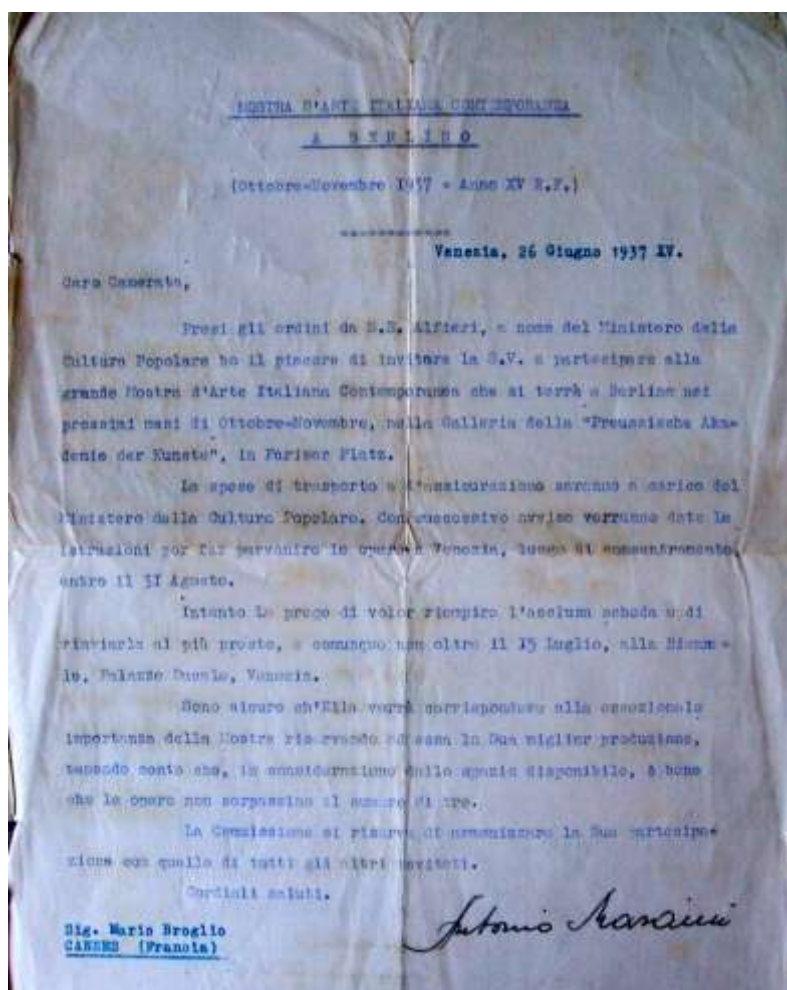 MOSTRA D'ARTE ITALIANA CONTEMPORANEA
A BERLINO
(Ottobre-Novembre 1937 - Anno XV E.F.)
Venezia, 26 Giugno 1937 XV.
Caro Camerata,
Presi gli ordini da S.E. Alfieri, a nome del Ministero della
Cultura Popolare ho il piacere di invitare la S.V. a partecipare alla
grande Mostra d'Arte Italiana Contemporanea che si terrà a Berlino nei
prossimi mesi di Ottobre-Novembre, nella Galleria della "Preussische Aka=
demie der Kunste", in Pariser Platz.
Le spese di trasporto e d'assicurazione saranno a carico del
Ministero della Cultura Popolare. Con successivo avviso verranno date le
istruzioni per far pervenire le opere a Venezia, luogo di concentramento,
entro il 31 Agosto.
Intanto La prego di voler riempire l'acclusa scheda e di
rinviarla al più presto, e comunque non oltre il 15 Luglio, alla Bienna=
le, Palazzo Ducale, Venezia.
Sono sicuro ch'Ella vorrà corrispondere alla eccezionale
importanza della Mostra riservando ad essa la Sua miglior produzione,
tenendo conto che, in considerazione dello spazio disponibile, è bene
che le opere non sorpassino il numero di tre.
La Commissione si riserva di armonizzare la Sua partecipa=
zione con quella di tutti gli altri invitati.
Cordiali saluti.
Antonio Maraini
Sig. Mario Broglio
CANNES (Francia)